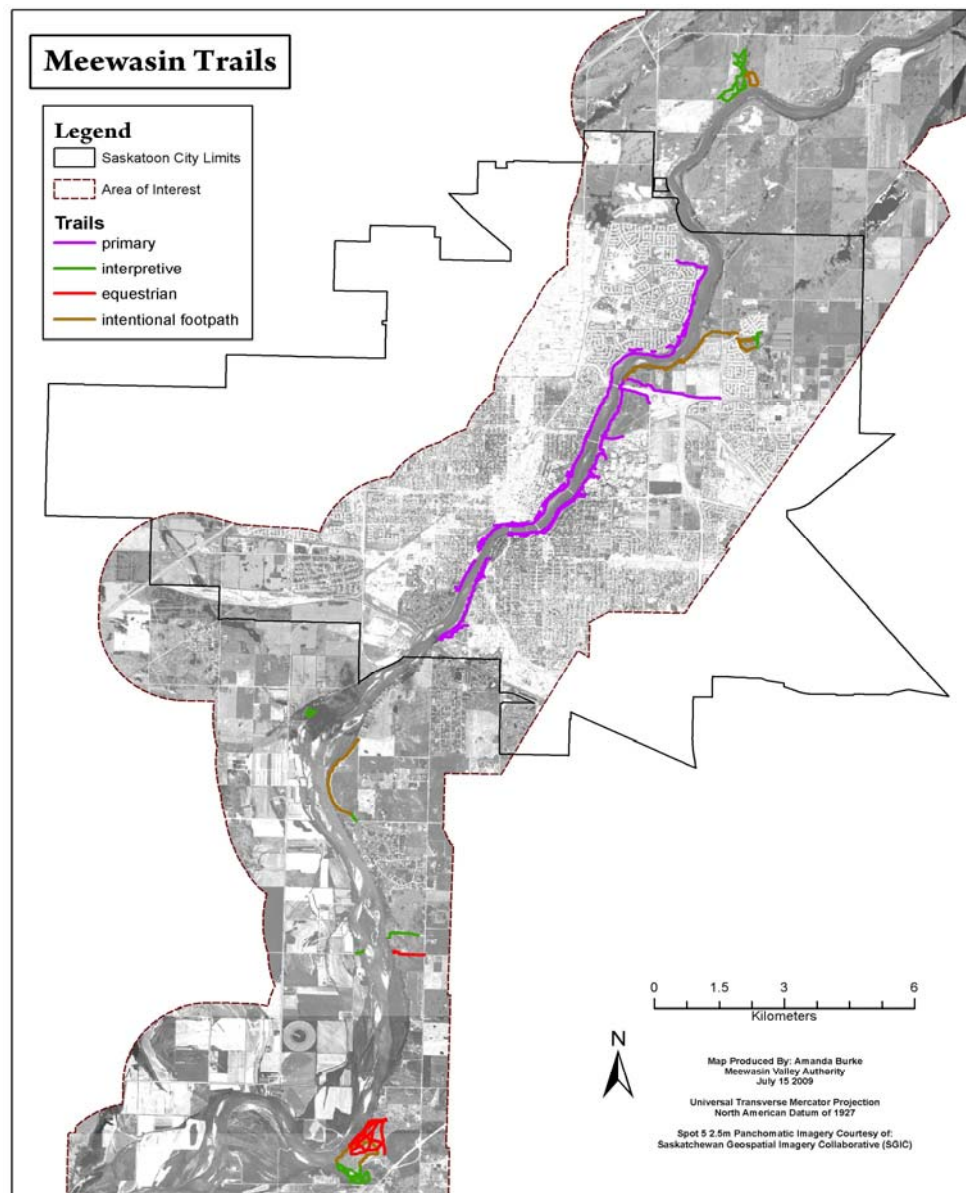 Meewasin Trails
Legend
Saskatoon City Limits
Area of Interest
Trails
primary
interpretive
equestrian
intentional footpath
0 1.5 3 6
Kilometers
N
Map Produced By: Amanda Burke
Meewasin Valley Authority
July 15 2009
Universal Transverse Mercator Projection
North American Datum of 1927
Spot 5 2.5m Panchomatic Imagery Courtesy of:
Saskatchewan Geospatial Imagery Collaborative (SGIC)